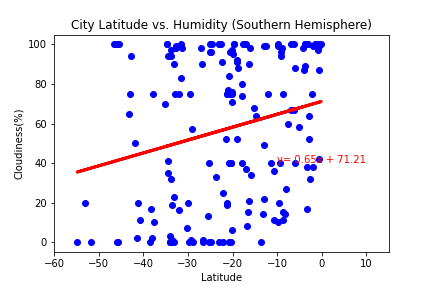 City Latitude vs. Humidity (Southern Hemisphere)
Cloudiness(%)
100
80
60
40
20
0
y= 0.65x + 71.21
−60 −50 −40 −30 −20 −10 0 10
Latitude